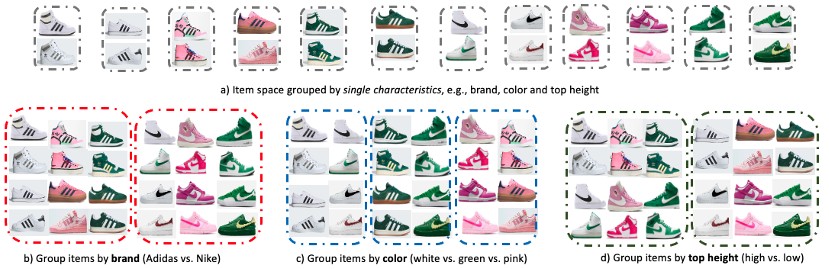 a) Item space grouped by single characteristics, e.g., brand, color and top height
b) Group items by brand (Adidas vs. Nike)
c) Group items by color (white vs. green vs. pink)
d) Group items by top height (high vs. low)